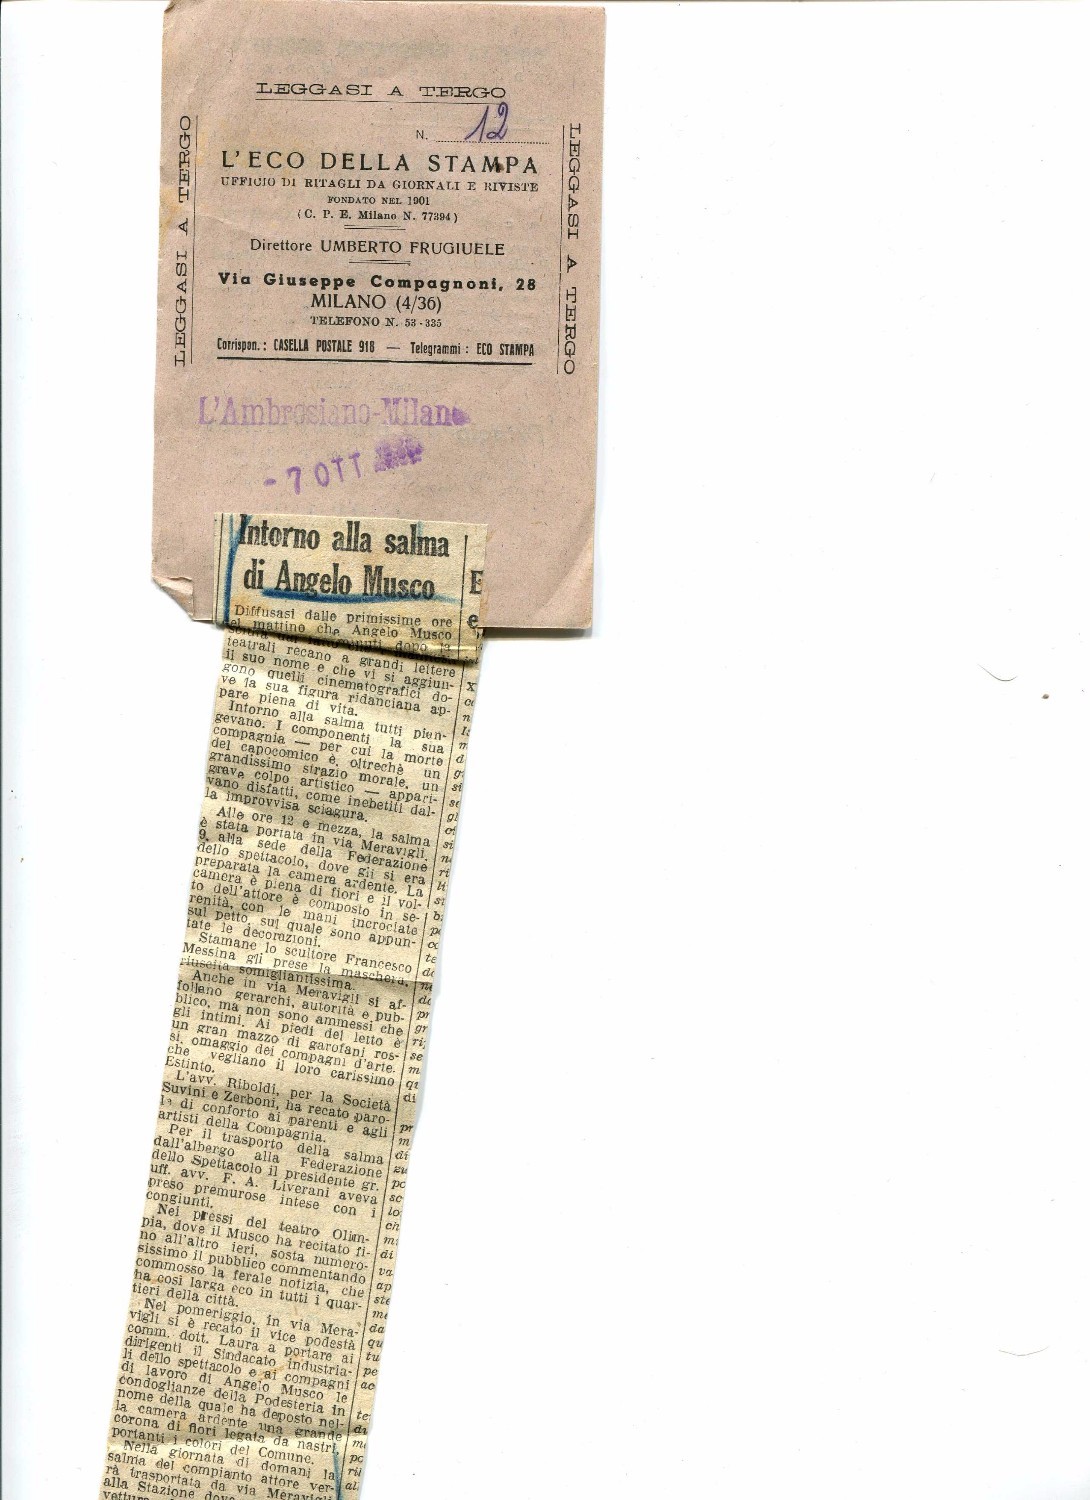 LEGGASI A TERGO
LEGGASI A TERGO
LEGGASI A TERGO
N. 12
L'ECO DELLA STAMPA
UFFICIO DI RITAGLI DA GIORNALI E RIVISTE
FONDATO NEL 1901
(C. P. E. Milano N. 77394)
Direttore UMBERTO FRUGIUELE
Via Giuseppe Compagnoni, 28
MILANO (4/36)
TELEFONO N. 53-335
Corrispon.: CASELLA POSTALE 918 — Telegrammi: ECO STAMPA
L'Ambrosiano-Milano
- 7 OTT
Intorno alla salma
di Angelo Musco
Diffusasi dalle primissime ore
el mattino che Angelo Musco
dopo la
teatrali recano a grandi lettere
il suo nome e che vi si aggiun-
gono quelli cinematografici do-
ve la sua figura ridanciana ap-
pare piena di vita.
Intorno alla salma tutti pian-
gevano. I componenti la sua
compagnia — per cui la morte
del capocomico è, oltrechè un
grandissimo strazio morale, un
grave colpo artistico — appari-
vano disfatti, come inebetiti dal-
la improvvisa sciagura.
Alle ore 12 e mezza, la salma
è stata portata in via Meravigli,
9, alla sede della Federazione
dello spettacolo, dove gli si era
preparata la camera ardente. La
camera è piena di fiori e il vol-
to dell'attore è composto in se-
renità, con le mani incrociate
sul petto, sul quale sono appun-
tate le decorazioni.
Stamane lo scultore Francesco
Messina gli prese la maschera,
riuscita somigliantissima.
Anche in via Meravigli si af-
follano gerarchi, autorità e pub-
blico, ma non sono ammessi che
gli intimi. Ai piedi del letto è
un gran mazzo di garofani ros-
si, omaggio dei compagni d'arte,
che vegliano il loro carissimo
Estinto.
L'avv. Riboldi, per la Società
Suvini e Zerboni, ha recato paro-
le di conforto ai parenti e agli
artisti della Compagnia.
Per il trasporto della salma
dall'albergo alla Federazione
dello Spettacolo il presidente gr.
uff. avv. F. A. Liverani aveva
preso premurose intese con i
congiunti.
Nei pressi del teatro Olim-
pia, dove il Musco ha recitato fi-
no all'altro ieri, sosta numero-
sissimo il pubblico commentando
commosso la ferale notizia, che
ha così larga eco in tutti i quar-
tieri della città.
Nel pomeriggio, in via Mera-
vigli si è recato il vice podestà
comm. dott. Laura a portare ai
dirigenti il Sindacato industria-
li dello spettacolo e ai compagni
di lavoro di Angelo Musco le
condoglianze della Podesteria in
nome della quale ha deposto nel-
la camera ardente una grande
corona di fiori legata da nastri
portanti i colori del Comune.
Nella giornata di domani la
salma del compianto attore ver-
rà trasportata da via Meravigli
alla Stazione dove